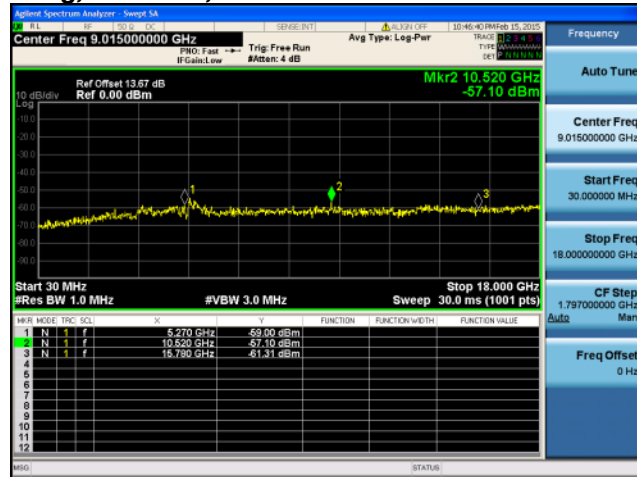 Agilent Spectrum Analyzer - Swept SA
RL RF 50 Ω DC SENSE:INT ALIGN OFF 10:46:40 PM Feb 15, 2015
Center Freq 9.015000000 GHz
PNO: Fast
IFGain:Low
Trig: Free Run
#Atten: 4 dB
Avg Type: Log-Pwr
TRACE 1 2 3 4 5 6
TYPE
DET P N N N N N
Frequency
Auto Tune
Ref Offset 13.67 dB
10 dB/div Ref 0.00 dBm
Mkr2 10.520 GHz
-57.10 dBm
Log
-10.0
-20.0
-30.0
-40.0
-50.0
-60.0
-70.0
-80.0
-90.0
1
2
3
Center Freq
9.015000000 GHz
Start Freq
30.000000 MHz
Stop Freq
18.000000000 GHz
Start 30 MHz Stop 18.000 GHz
#Res BW 1.0 MHz #VBW 3.0 MHz Sweep 30.0 ms (1001 pts)
CF Step
1.797000000 GHz
Auto Man
Freq Offset
0 Hz
MKR MODE TRC SCL X Y FUNCTION FUNCTION WIDTH FUNCTION VALUE
1 N 1 f 5.270 GHz -59.00 dBm
2 N 1 f 10.520 GHz -57.10 dBm
3 N 1 f 15.780 GHz -61.31 dBm
4
5
6
7
8
9
10
11
12
MSG STATUS